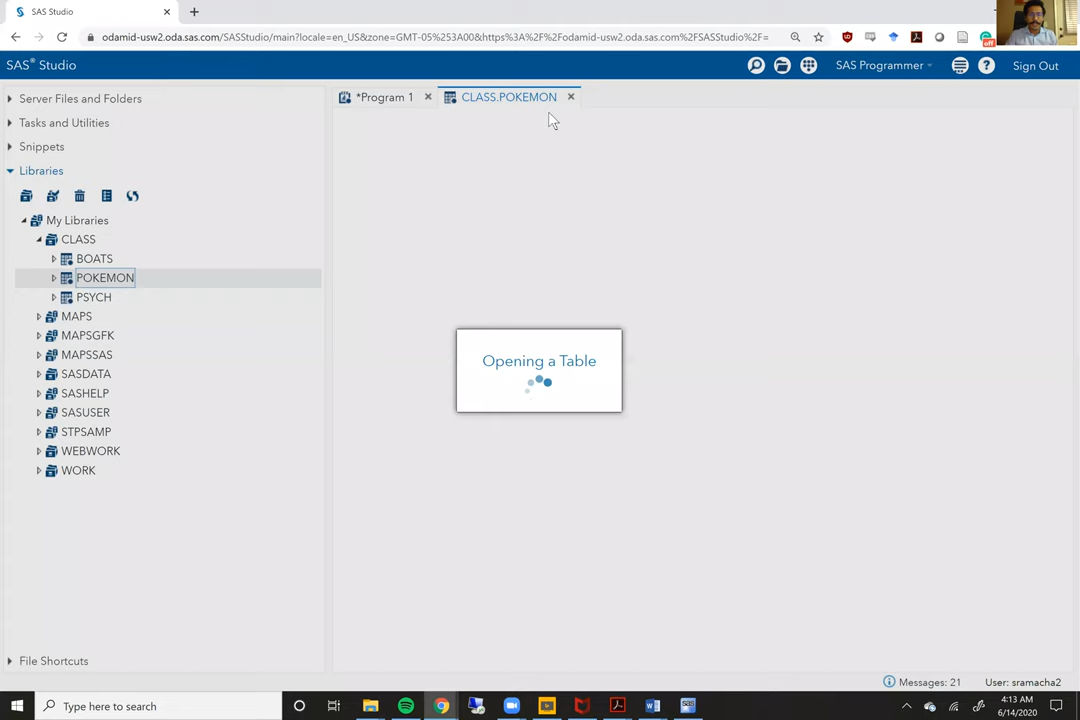 SAS Studio
odamid-usw2.oda.sas.com/SASStudio/main?locale=en_US&zone=GMT-05%253A00&https%3A%2F%2Fodamid-usw2.oda.sas.com%2FSASStudio%2F=
off
SAS® Studio
SAS Programmer
Sign Out
Server Files and Folders
*Program 1
CLASS.POKEMON
Tasks and Utilities
Snippets
Libraries
My Libraries
CLASS
BOATS
POKEMON
PSYCH
MAPS
MAPSGFK
MAPSSAS
SASDATA
SASHELP
SASUSER
STPSAMP
WEBWORK
WORK
Opening a Table
File Shortcuts
Messages: 21
User: sramacha2
Type here to search
4:13 AM
6/14/2020